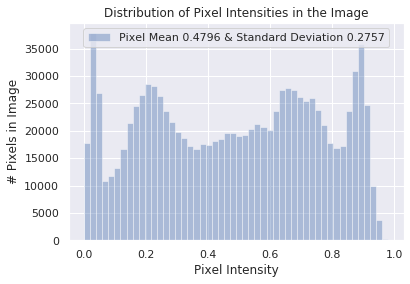 Distribution of Pixel Intensities in the Image
Pixel Mean 0.4796 & Standard Deviation 0.2757
# Pixels in Image
35000
30000
25000
20000
15000
10000
5000
0
0.0 0.2 0.4 0.6 0.8 1.0
Pixel Intensity